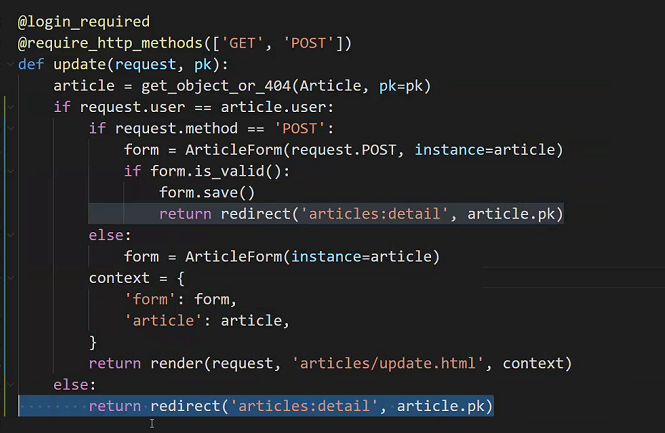 @login_required
@require_http_methods(['GET', 'POST'])
def update(request, pk):
    article = get_object_or_404(Article, pk=pk)
    if request.user == article.user:
        if request.method == 'POST':
            form = ArticleForm(request.POST, instance=article)
            if form.is_valid():
                form.save()
                return redirect('articles:detail', article.pk)
        else:
            form = ArticleForm(instance=article)
        context = {
            'form': form,
            'article': article,
        }
        return render(request, 'articles/update.html', context)
    else:
        return redirect('articles:detail', article.pk)